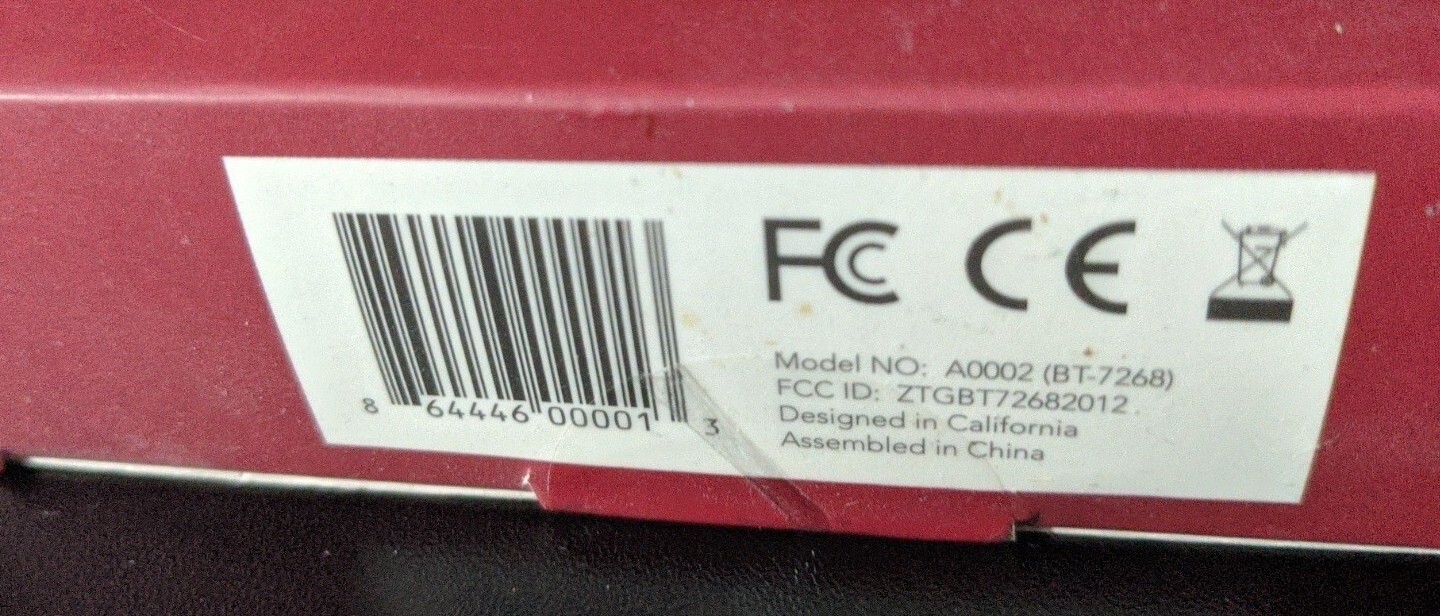 FC CE
Model NO: A0002 (BT-7268)
FCC ID: ZTGBT72682012
Designed in California
Assembled in China
8 64446 00001 3